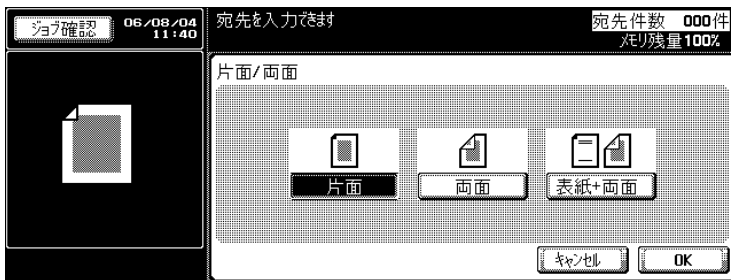 ジョブ確認
06/08/04
11:40
宛先を入力できます
宛先件数 000件
メモリ残量100%
片面/両面
片面
両面
表紙+両面
キャンセル
OK